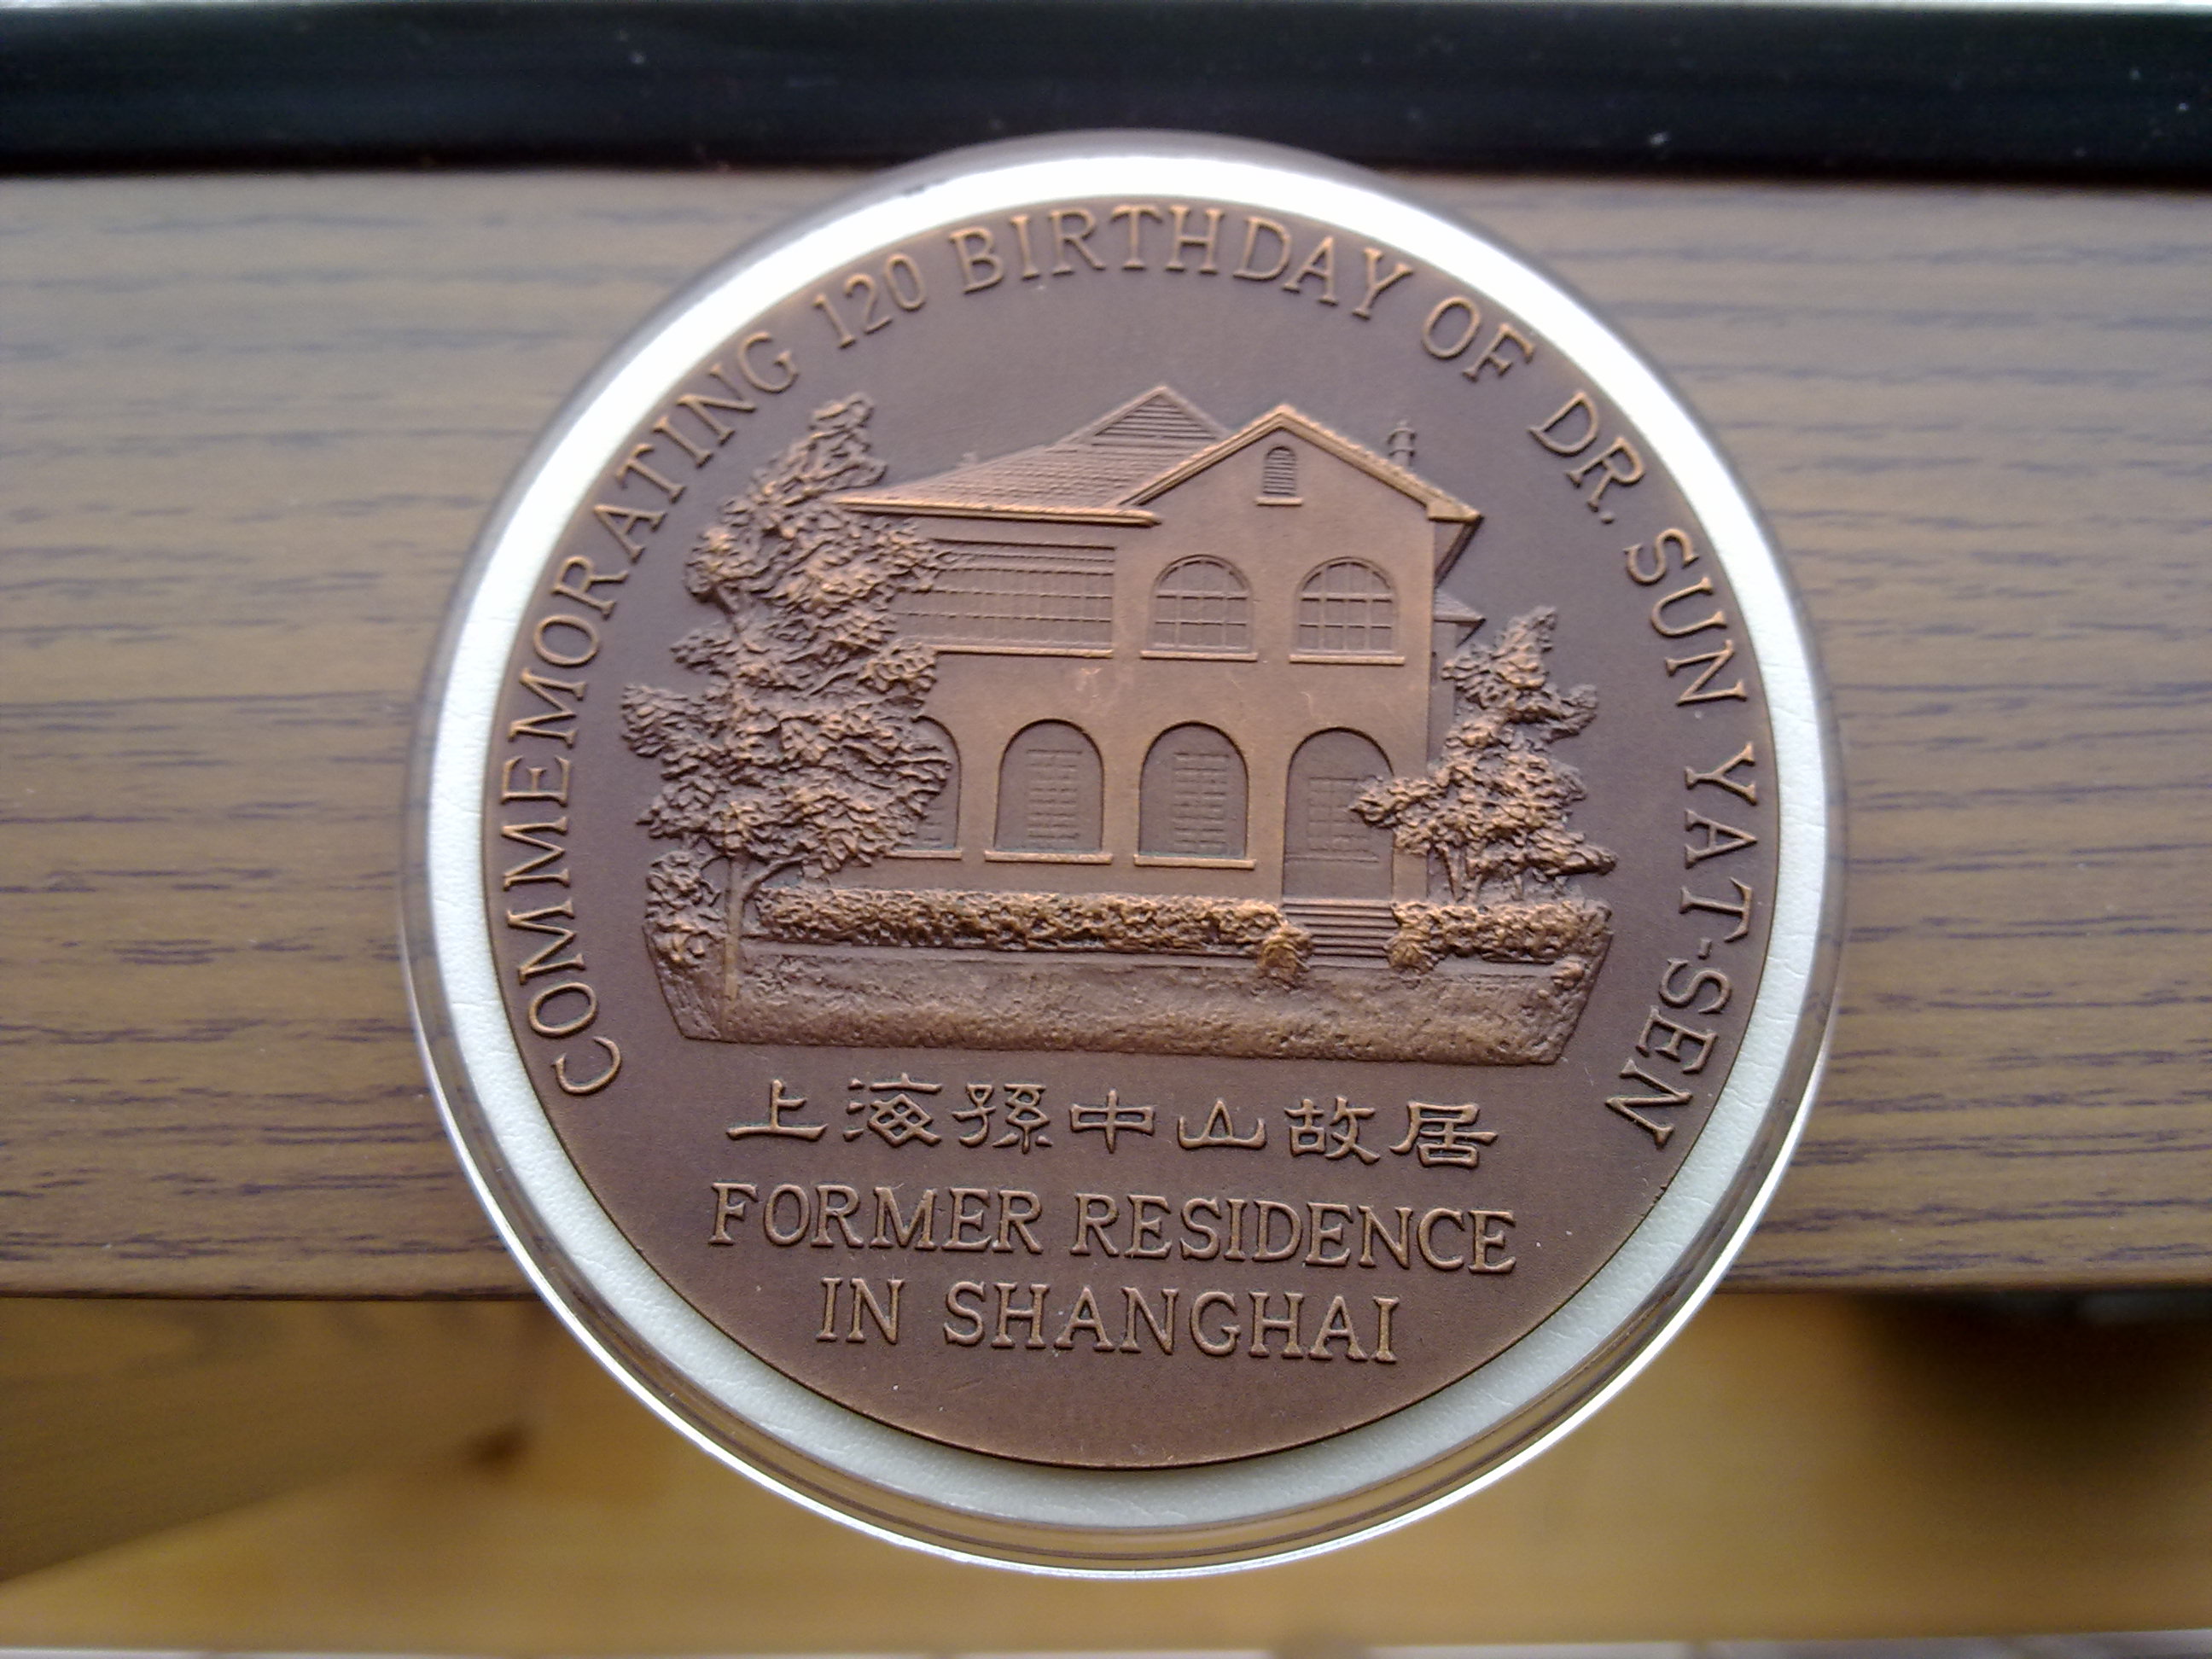 COMMEMORATING 120 BIRTHDAY OF DR. SUN YAT-SEN
上海孫中山故居
FORMER RESIDENCE
IN SHANGHAI